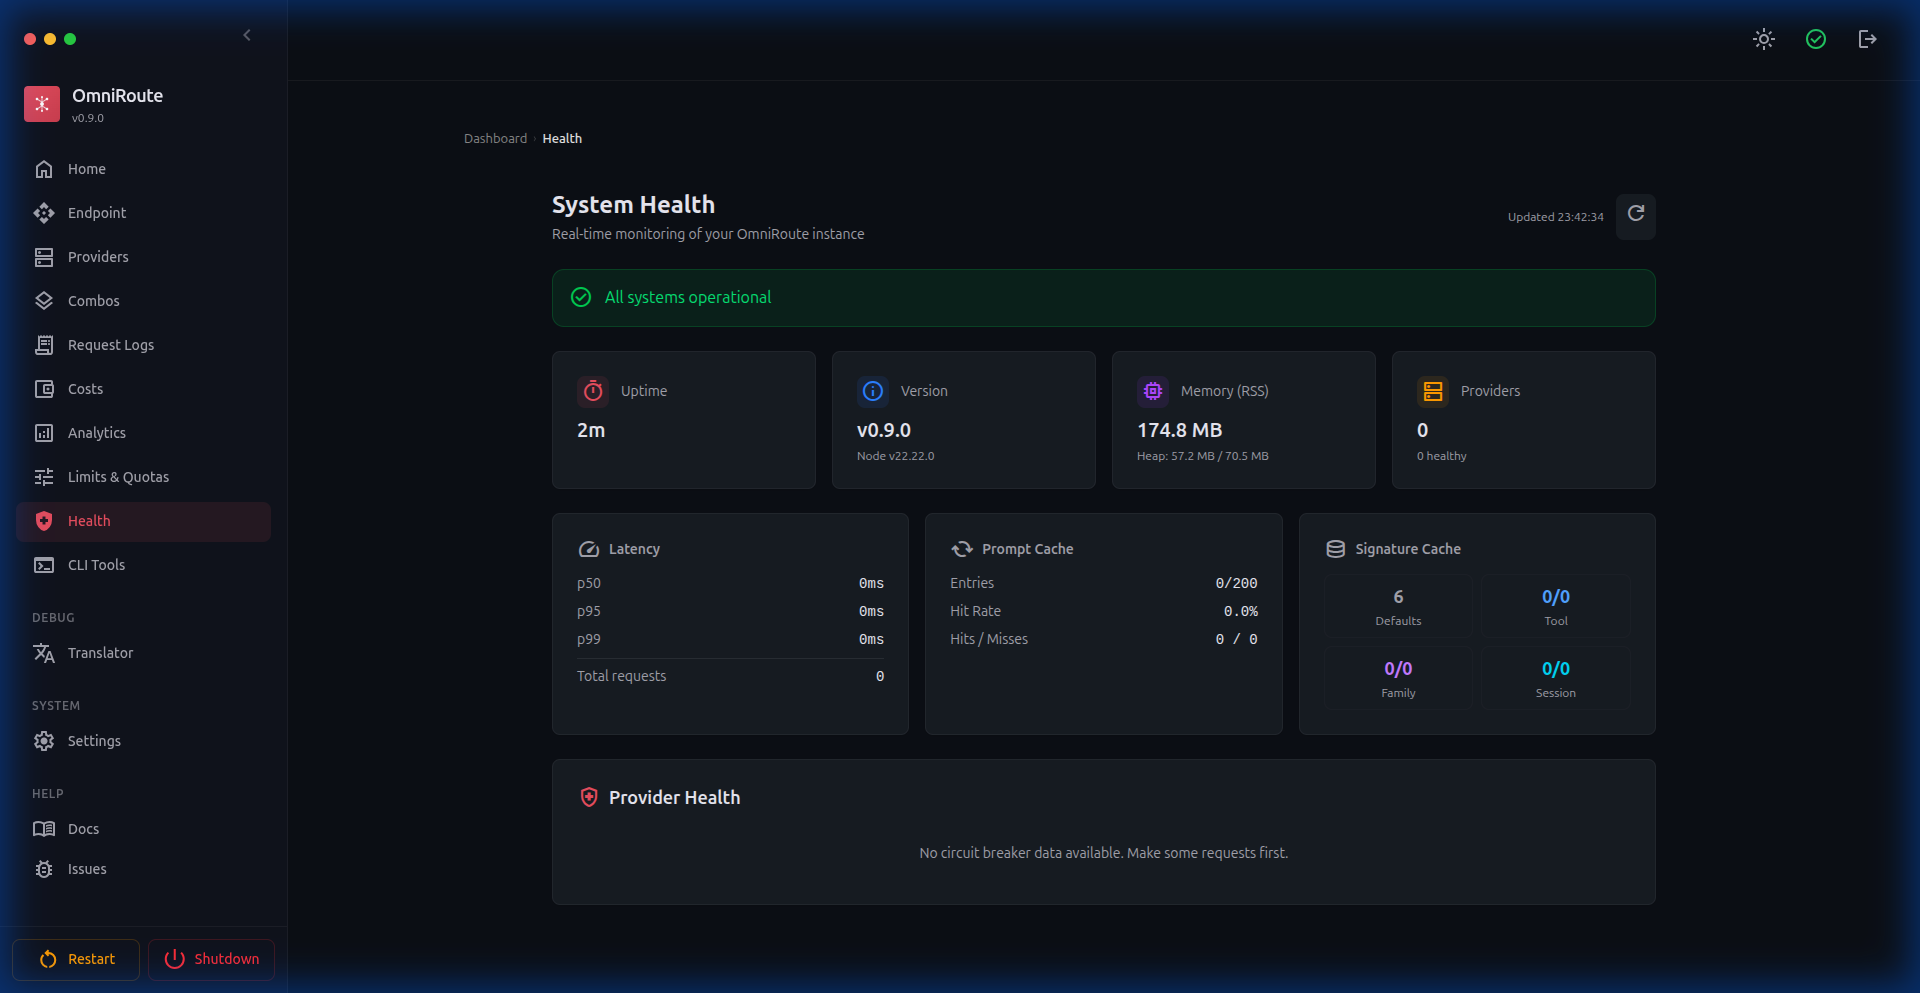 OmniRoute
v0.9.0
Home
Endpoint
Providers
Combos
Request Logs
Costs
Analytics
Limits & Quotas
Health
CLI Tools
DEBUG
Translator
SYSTEM
Settings
HELP
Docs
Issues
Restart
Shutdown
Dashboard › Health
System Health
Real-time monitoring of your OmniRoute instance
Updated 23:42:34
All systems operational
Uptime
2m
Version
v0.9.0
Node v22.22.0
Memory (RSS)
174.8 MB
Heap: 57.2 MB / 70.5 MB
Providers
0
0 healthy
Latency
p50 0ms
p95 0ms
p99 0ms
Total requests 0
Prompt Cache
Entries 0/200
Hit Rate 0.0%
Hits / Misses 0 / 0
Signature Cache
6
Defaults
0/0
Tool
0/0
Family
0/0
Session
Provider Health
No circuit breaker data available. Make some requests first.